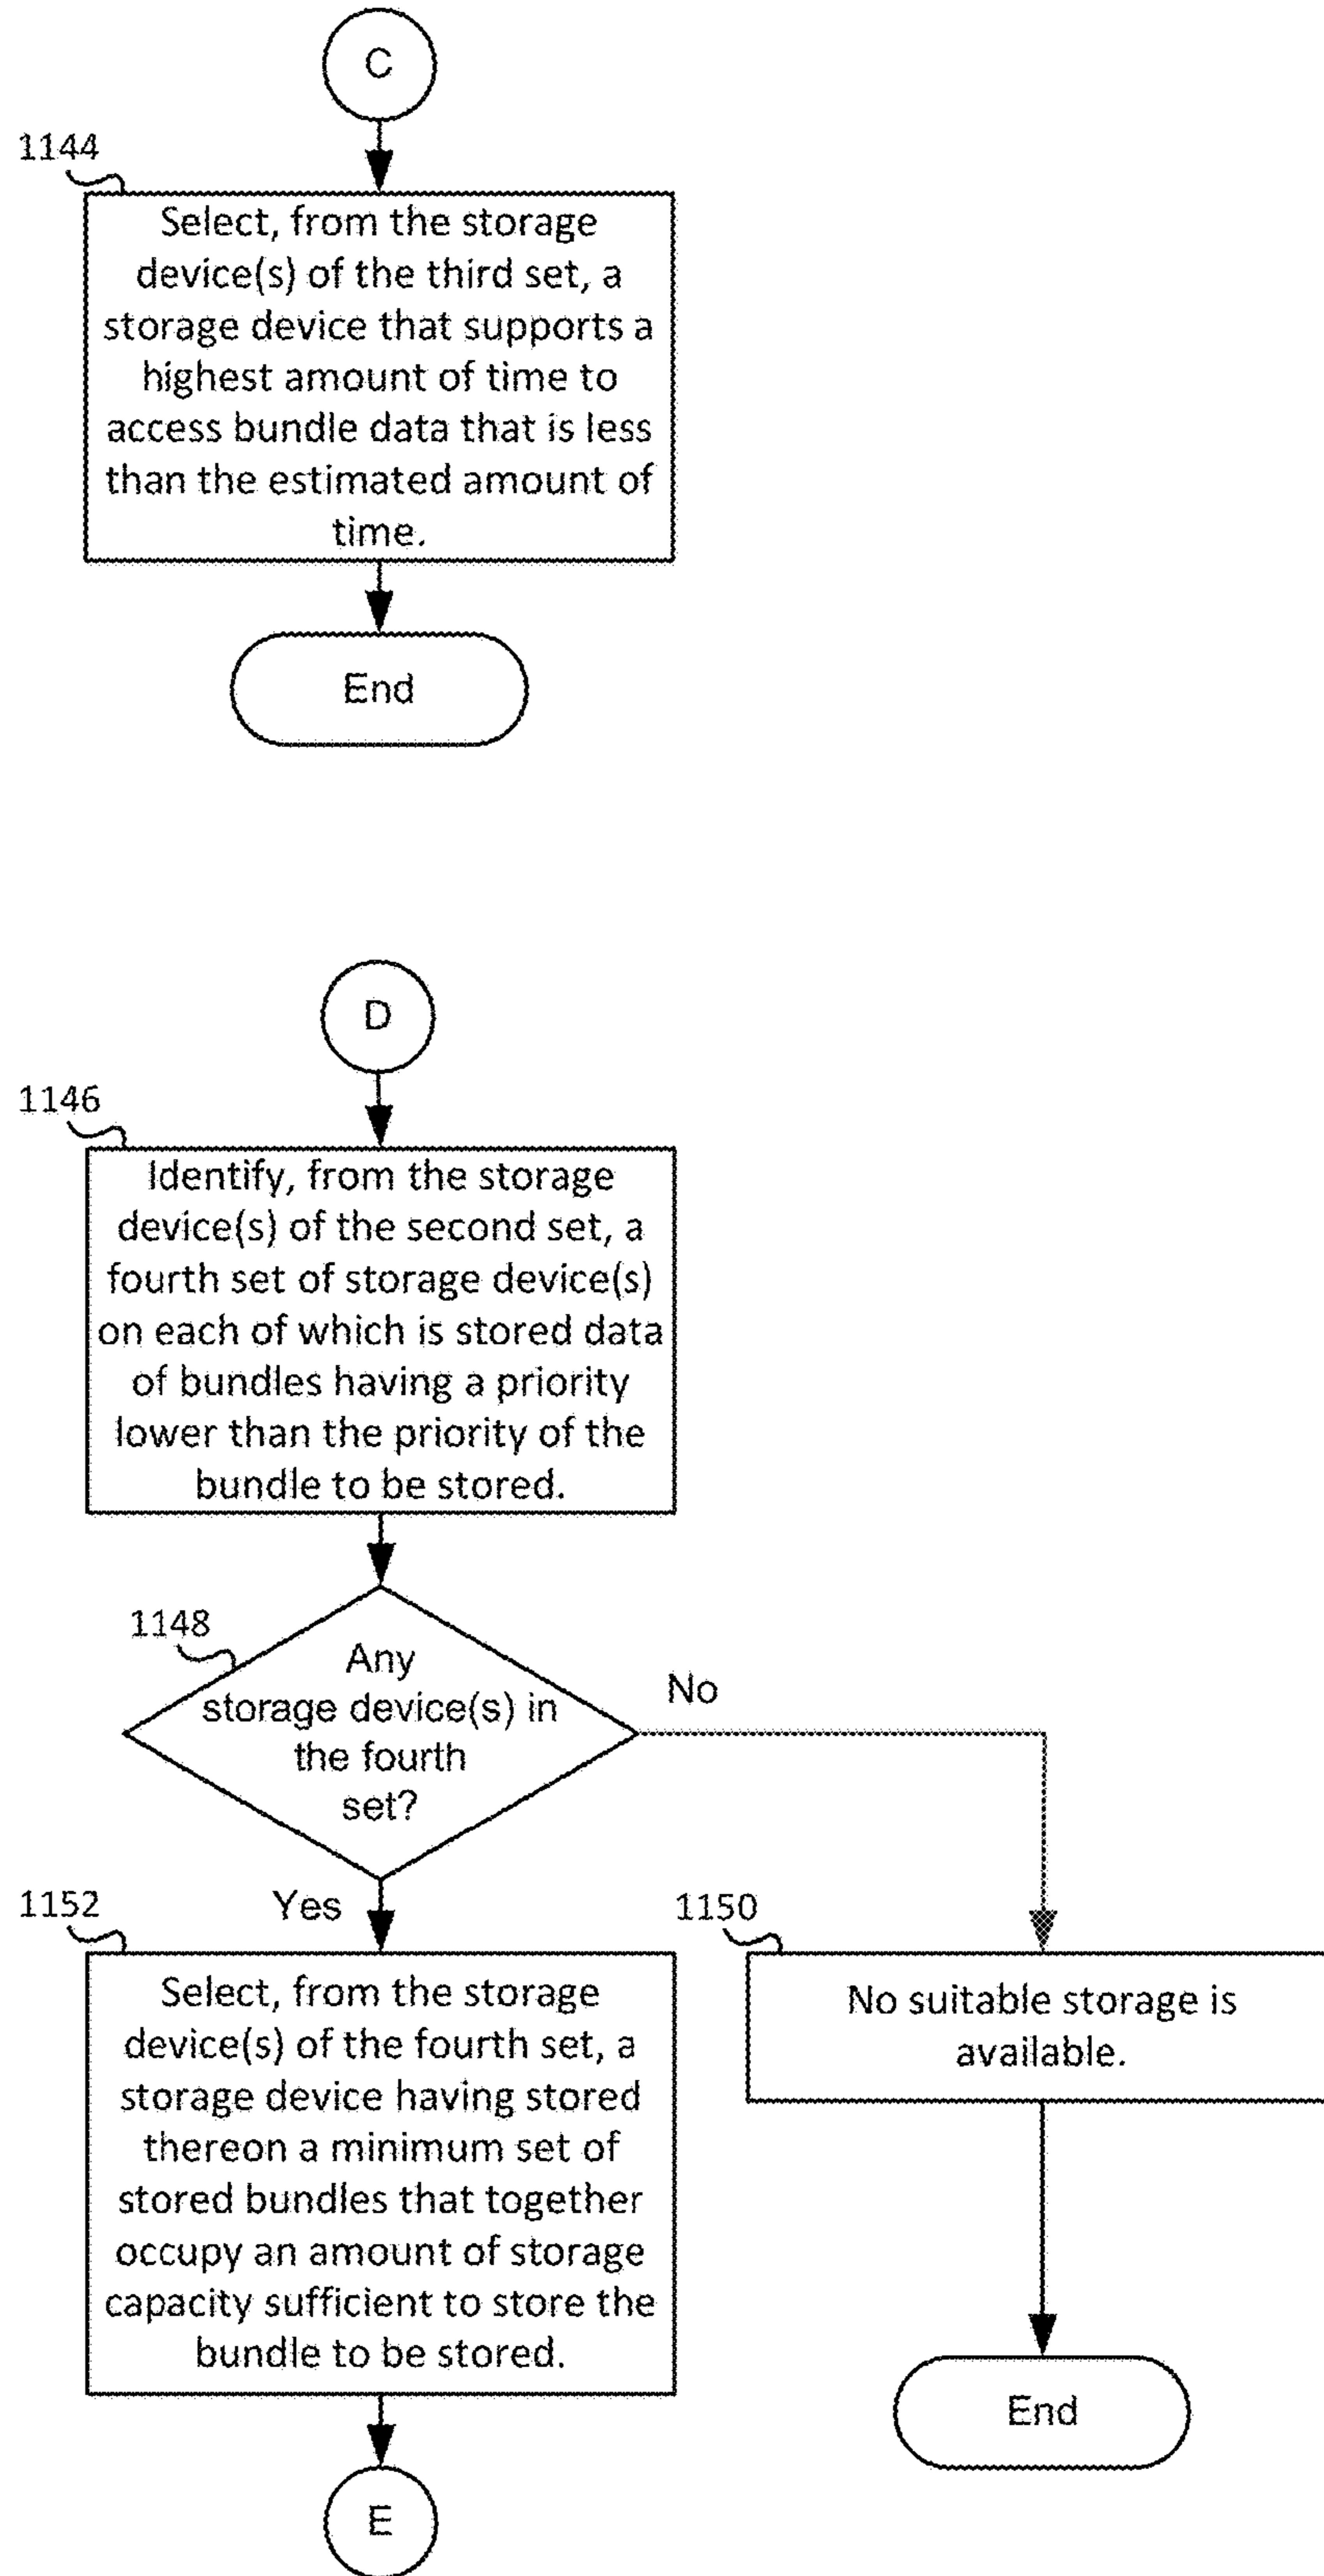 C
1144
Select, from the storage
device(s) of the third set, a
storage device that supports a
highest amount of time to
access bundle data that is less
than the estimated amount of
time.
End
D
1146
Identify, from the storage
device(s) of the second set, a
fourth set of storage device(s)
on each of which is stored data
of bundles having a priority
lower than the priority of the
bundle to be stored.
1148
Any
storage device(s) in
the fourth
set?
No
Yes
1152
Select, from the storage
device(s) of the fourth set, a
storage device having stored
thereon a minimum set of
stored bundles that together
occupy an amount of storage
capacity sufficient to store the
bundle to be stored.
1150
No suitable storage is
available.
End
E